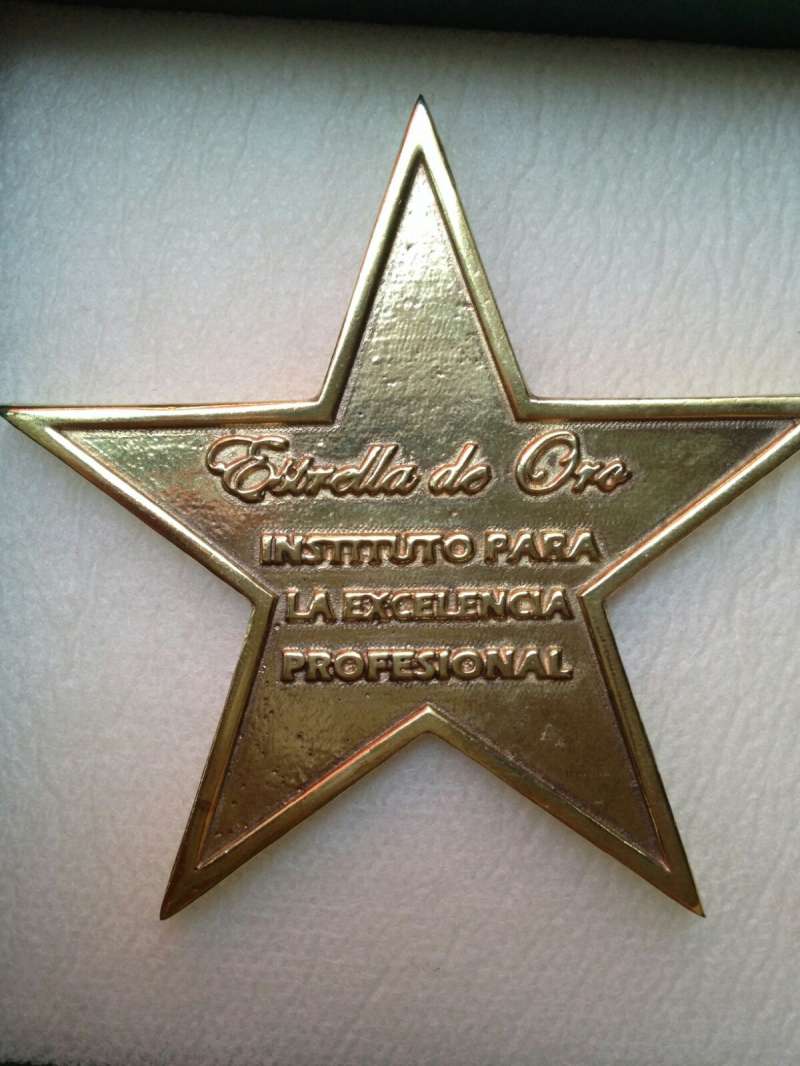 Estrella de Oro
INSTITUTO PARA
LA EXCELENCIA
PROFESIONAL